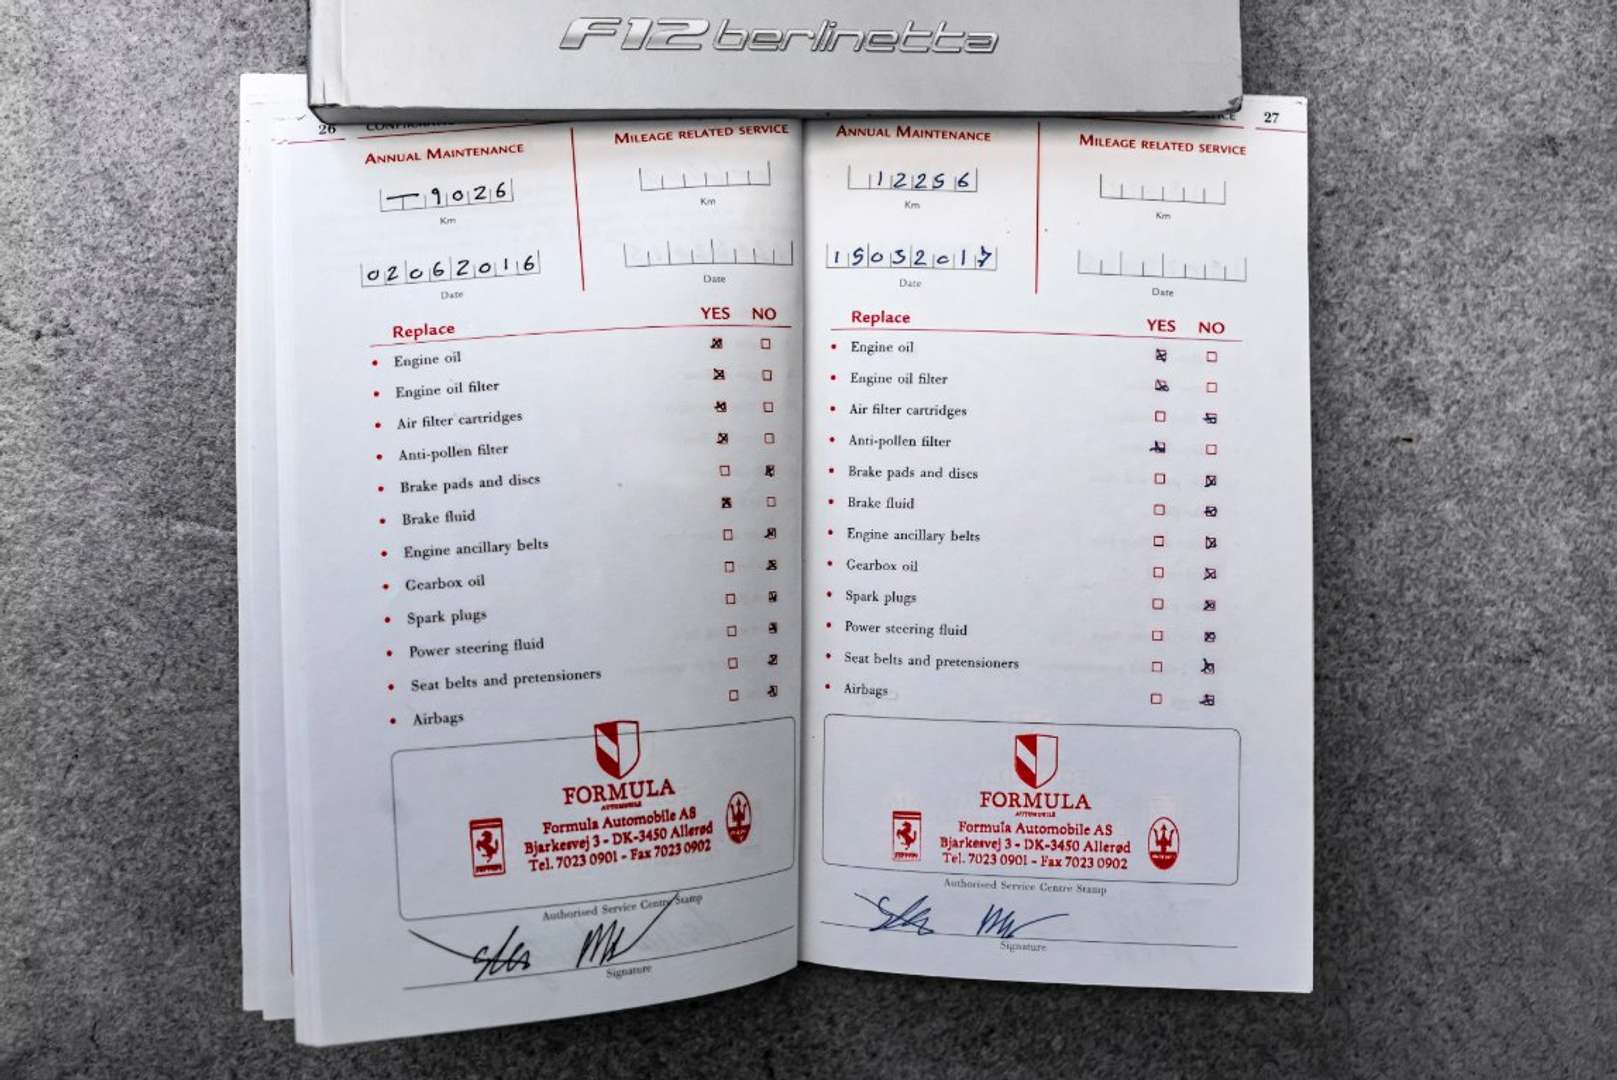 F12berlinetta
26
ANNUAL MAINTENANCE
MILEAGE RELATED SERVICE
9026
Km
Km
02062016
Date
Date
Replace YES NO
Engine oil
Engine oil filter
Air filter cartridges
Anti-pollen filter
Brake pads and discs
Brake fluid
Engine ancillary belts
Gearbox oil
Spark plugs
Power steering fluid
Seat belts and pretensioners
Airbags
FORMULA
AUTOMOBILE
Formula Automobile AS
Bjarkesvej 3 - DK-3450 Allerød
Tel. 7023 0901 - Fax 7023 0902
Authorised Service Centre Stamp
Signature
27
ANNUAL MAINTENANCE
MILEAGE RELATED SERVICE
12256
Km
Km
15032017
Date
Date
Replace YES NO
Engine oil
Engine oil filter
Air filter cartridges
Anti-pollen filter
Brake pads and discs
Brake fluid
Engine ancillary belts
Gearbox oil
Spark plugs
Power steering fluid
Seat belts and pretensioners
Airbags
FORMULA
AUTOMOBILE
Formula Automobile AS
Bjarkesvej 3 - DK-3450 Allerød
Tel. 7023 0901 - Fax 7023 0902
Authorised Service Centre Stamp
Signature